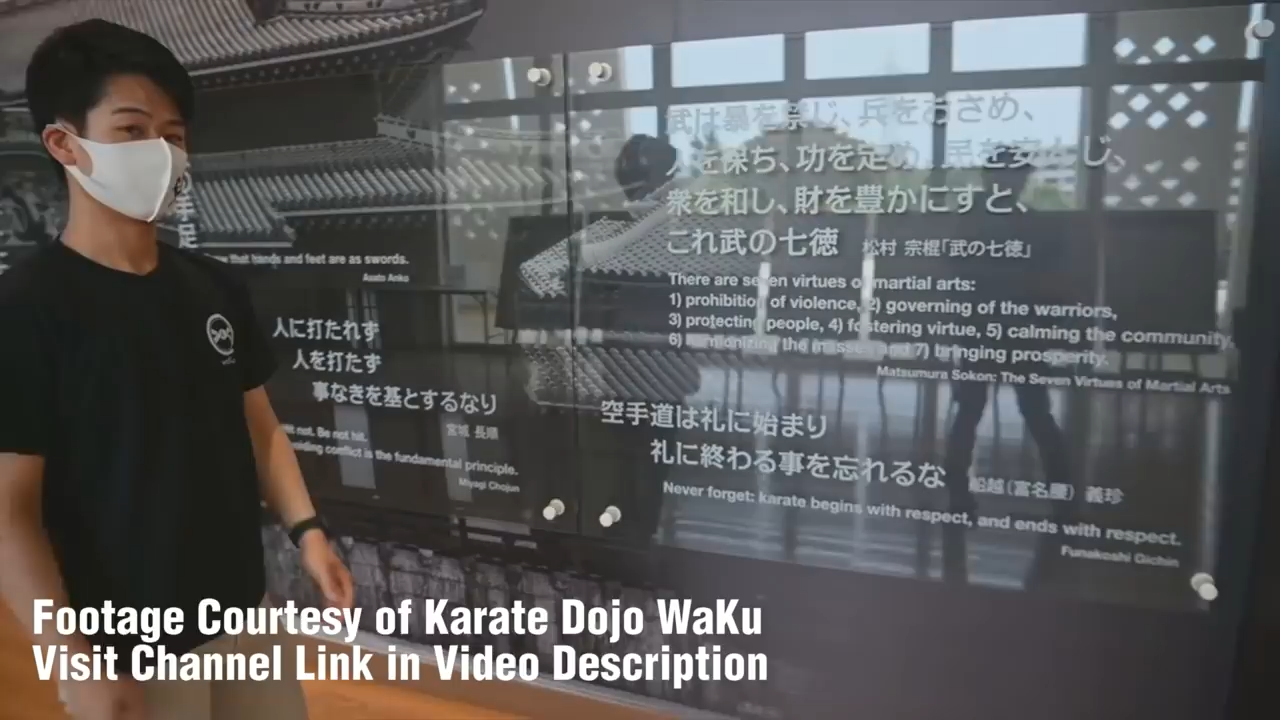 手足
that hands and feet are as swords.
Asato Anko
人に打たれず
人を打たず
事なきを基とするなり
宮城 長順
not. Be not hit.
conflict is the fundamental principle.
Miyagi Chojun
武は暴を禁じ、兵をおさめ、
人を保ち、功を定め、民を安んじ、
衆を和し、財を豊かにすと、
これ武の七徳 松村 宗棍「武の七徳」
There are seven virtues of martial arts:
1) prohibition of violence, 2) governing of the warriors,
3) protecting people, 4) fostering virtue, 5) calming the community,
6) harmonizing the masses and 7) bringing prosperity.
Matsumura Sokon: The Seven Virtues of Martial Arts
空手道は礼に始まり
礼に終わる事を忘れるな 船越(富名腰) 義珍
Never forget: karate begins with respect, and ends with respect.
Funakoshi Gichin
Footage Courtesy of Karate Dojo WaKu
Visit Channel Link in Video Description